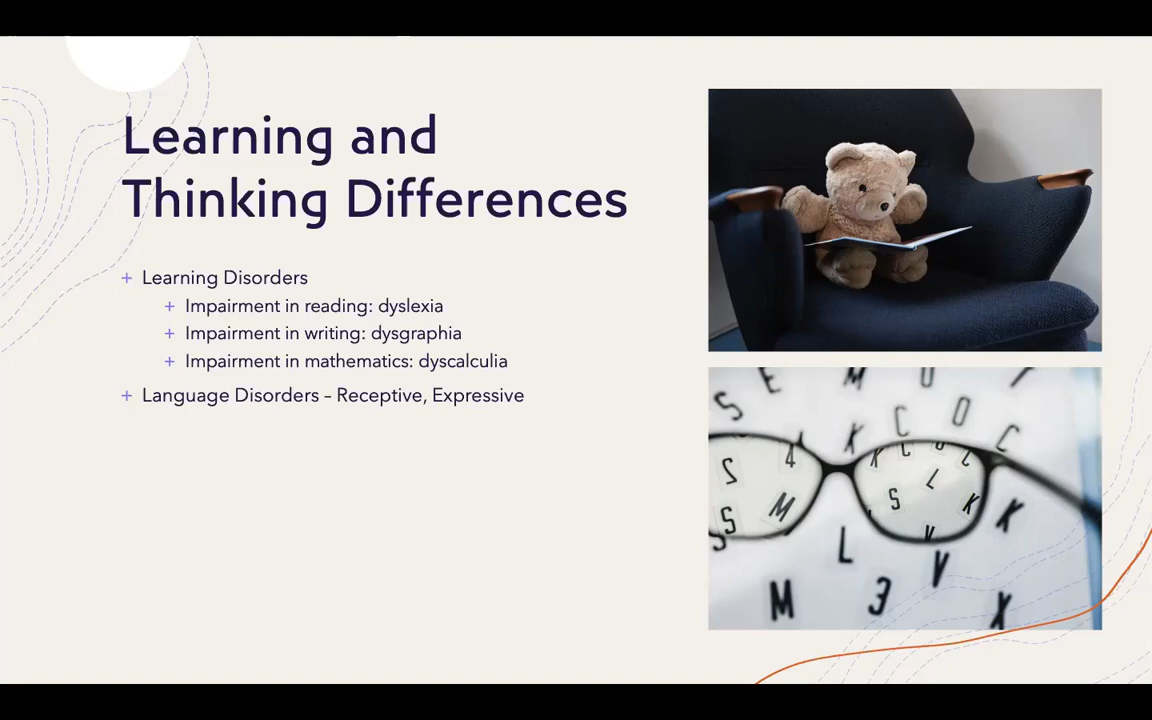 Learning and
Thinking Differences
+ Learning Disorders
+ Impairment in reading: dyslexia
+ Impairment in writing: dysgraphia
+ Impairment in mathematics: dyscalculia
+ Language Disorders – Receptive, Expressive